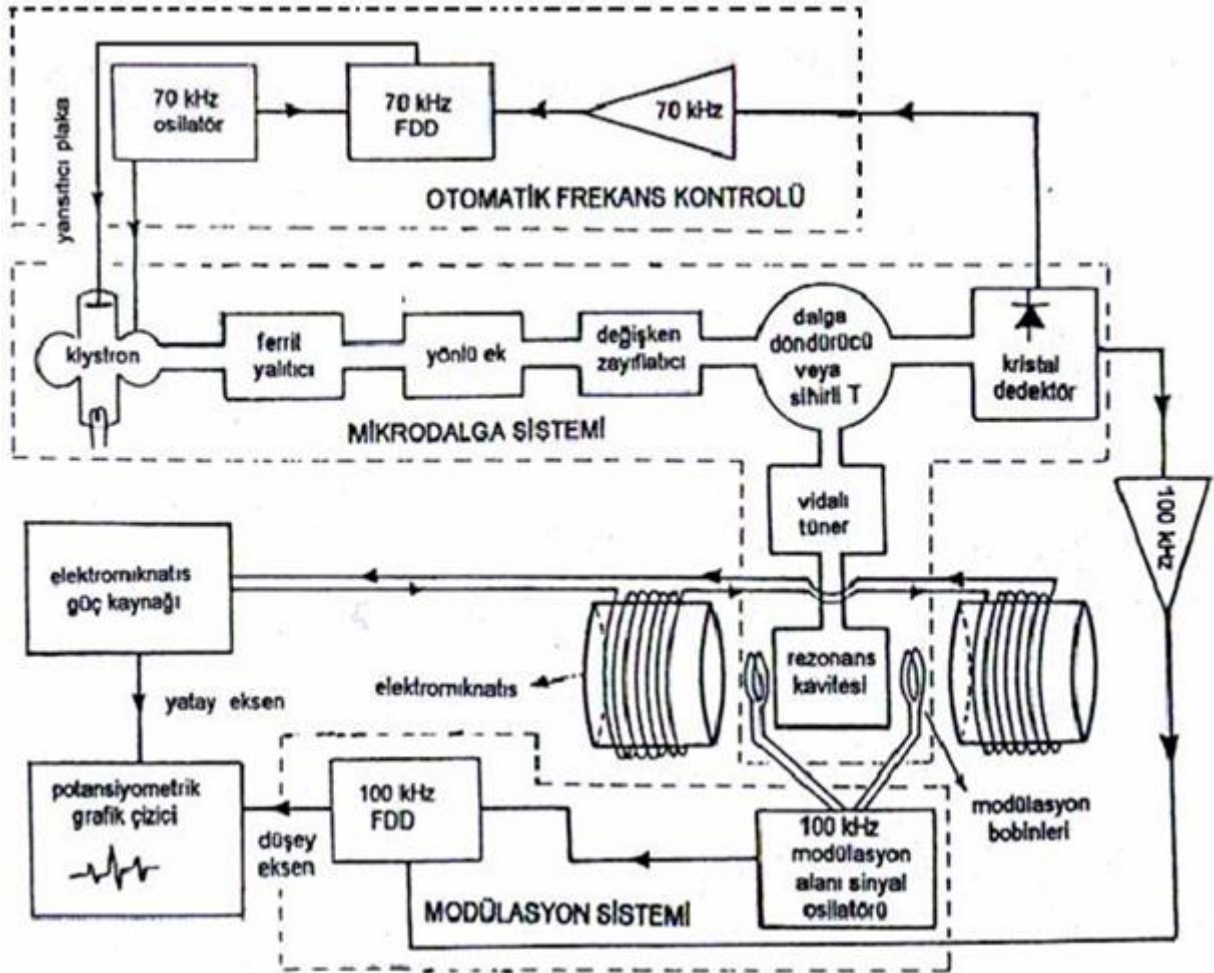 70 kHz
osilatör
70 kHz
FDD
70 kHz
yansıtıcı plaka
OTOMATİK FREKANS KONTROLÜ
klystron
ferrit
yalıtıcı
yönlü ek
değişken
zayıflatıcı
dalga
döndürücü
veya
sihirli T
kristal
dedektör
MİKRODALGA SİSTEMİ
vidalı
tüner
100 kHz
elektromıknatıs
güç kaynağı
elektromıknatıs
rezonans
kavitesi
yatay eksen
potansiyometrik
grafik çizici
düşey
eksen
100 kHz
FDD
100 kHz
modülasyon
alanı sinyal
osilatörü
modülasyon
bobinleri
MODÜLASYON SİSTEMİ